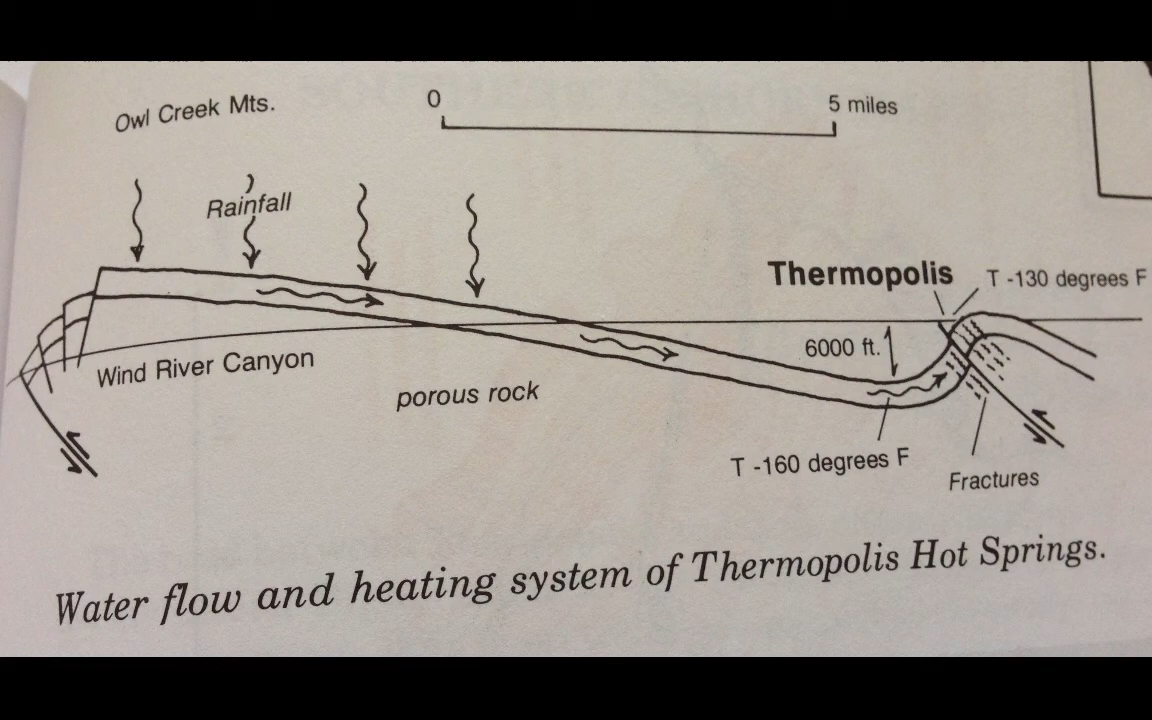 Owl Creek Mts.
0
5 miles
Rainfall
Thermopolis
T -130 degrees F
6000 ft.
Wind River Canyon
porous rock
T -160 degrees F
Fractures
Water flow and heating system of Thermopolis Hot Springs.